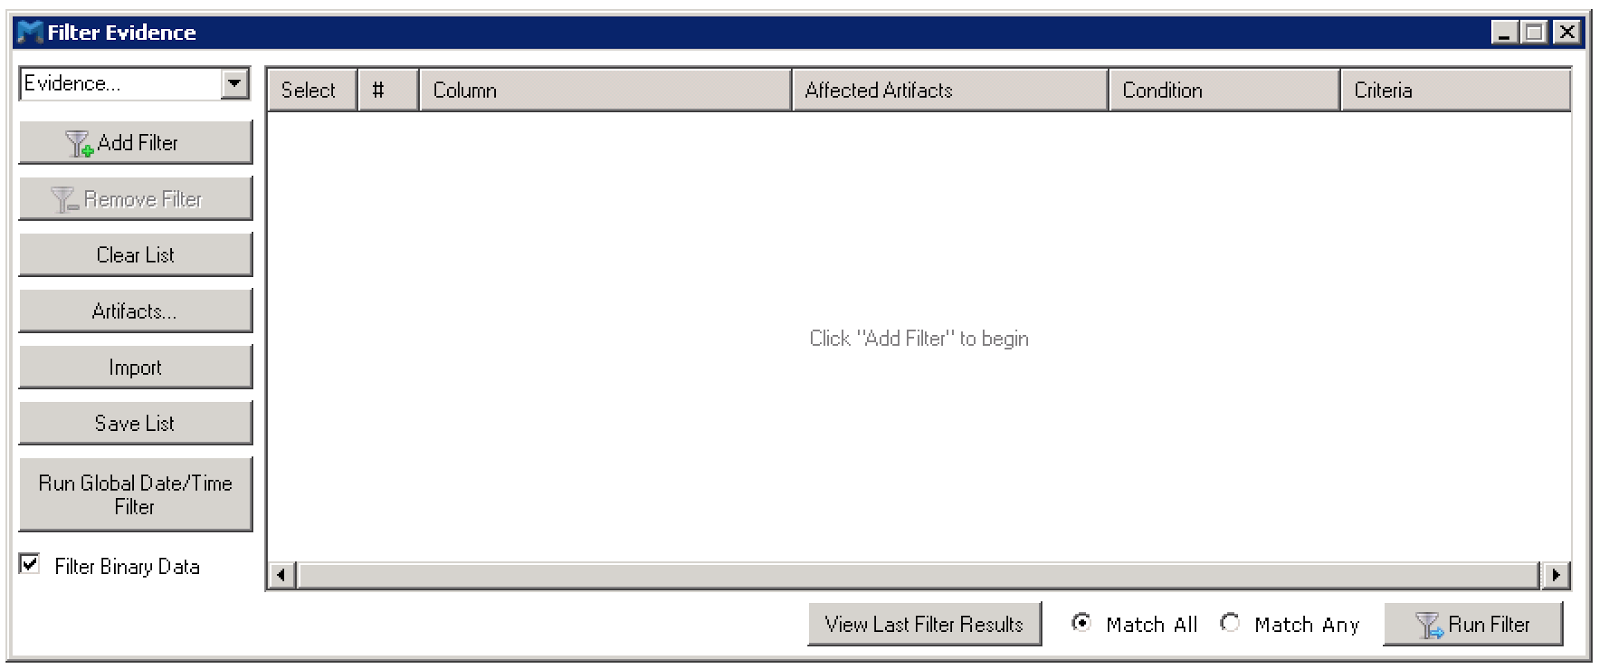 Filter Evidence
Evidence...
Add Filter
Remove Filter
Clear List
Artifacts...
Import
Save List
Run Global Date/Time
Filter
Filter Binary Data
Select # Column Affected Artifacts Condition Criteria
Click "Add Filter" to begin
View Last Filter Results Match All Match Any Run Filter